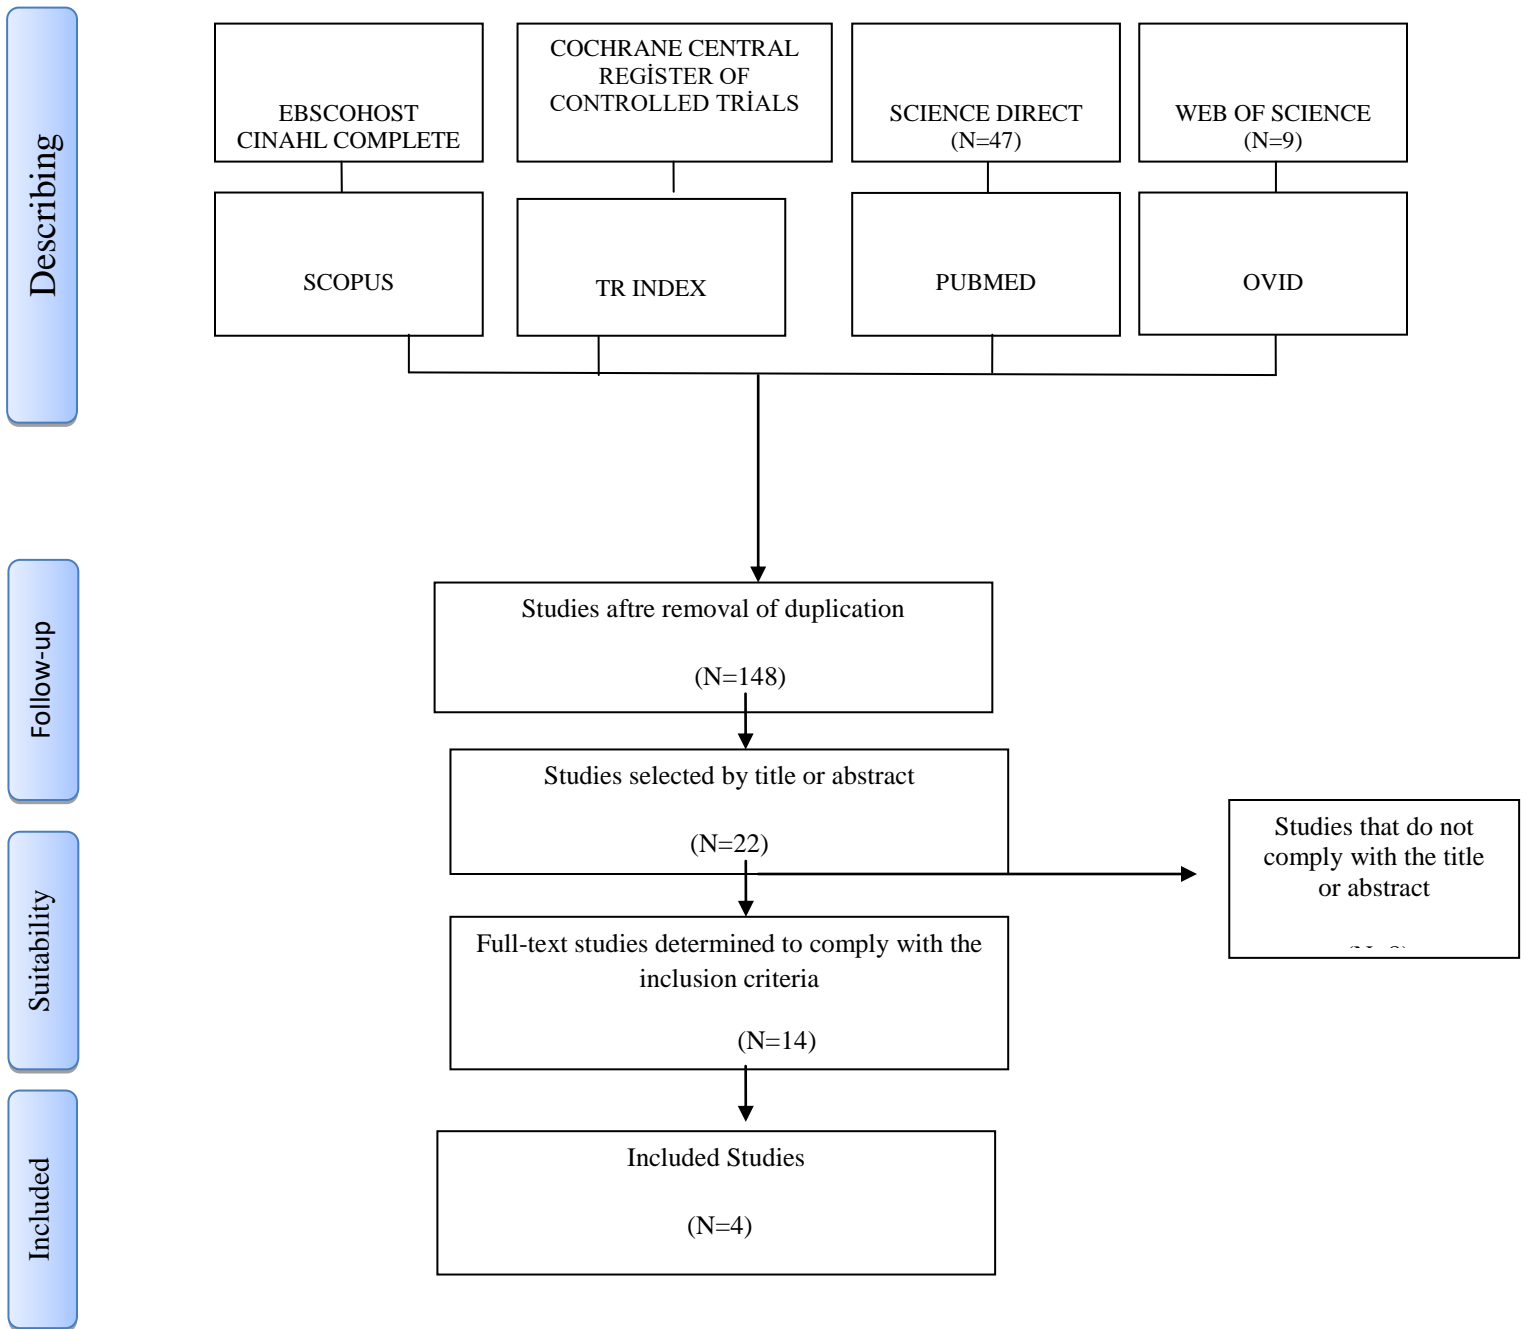 Describing
EBSCOHOST
CINAHL COMPLETE
COCHRANE CENTRAL
REGİSTER OF
CONTROLLED TRİALS
SCIENCE DIRECT
(N=47)
WEB OF SCIENCE
(N=9)
SCOPUS
TR INDEX
PUBMED
OVID
Follow-up
Studies aftre removal of duplication
(N=148)
Studies selected by title or abstract
(N=22)
Studies that do not
comply with the title
or abstract
Suitability
Full-text studies determined to comply with the
inclusion criteria
(N=14)
Included
Included Studies
(N=4)